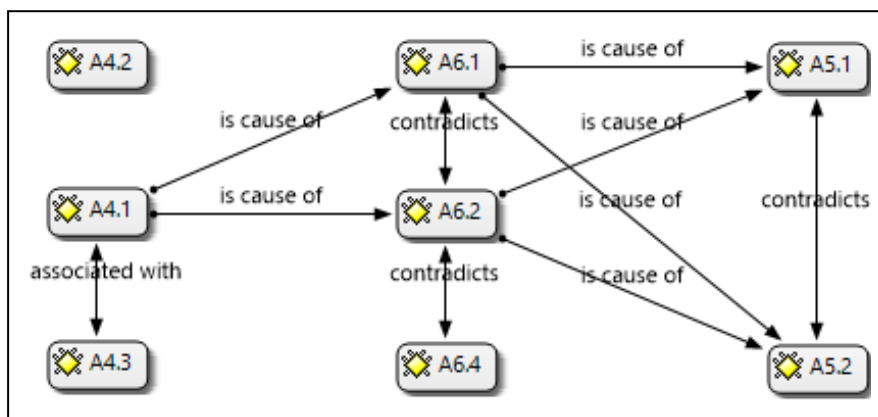 A4.2
A6.1
is cause of
A5.1
is cause of
contradicts
is cause of
A4.1
is cause of
A6.2
is cause of
contradicts
associated with
contradicts
is cause of
A4.3
A6.4
A5.2